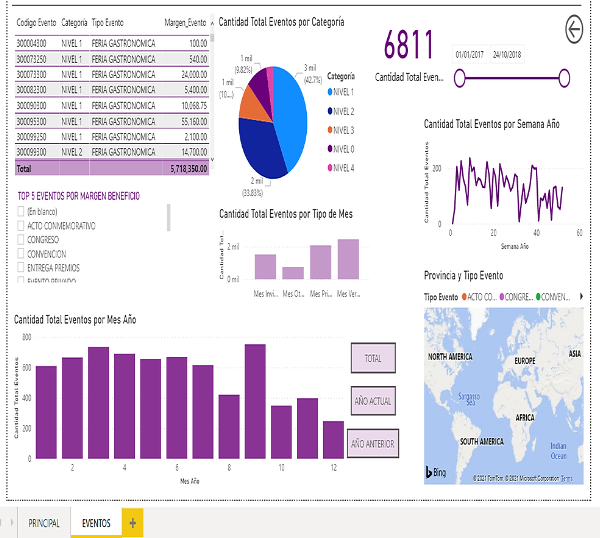 Codigo Evento Categoría Tipo Evento Margen_Evento
300004300 NIVEL 1 FERIA GASTRONOMICA 100.00
300073250 NIVEL 1 FERIA GASTRONOMICA 540.00
300073300 NIVEL 1 FERIA GASTRONOMICA 24,000.00
300082300 NIVEL 1 FERIA GASTRONOMICA 5,400.00
300090300 NIVEL 1 FERIA GASTRONOMICA 10,068.75
300095300 NIVEL 1 FERIA GASTRONOMICA 55,160.00
300099250 NIVEL 1 FERIA GASTRONOMICA 2,100.00
300099300 NIVEL 2 FERIA GASTRONOMICA 14,700.00
Total 5,718,350.00
TOP 5 EVENTOS POR MARGEN BENEFICIO
(En blanco)
ACTO CONMEMORATIVO
CONGRESO
CONVENCION
ENTREGA PREMIOS
EVENTO PRIVADO
Cantidad Total Eventos por Categoría
1 mil
(9.82%)
1 mil
(10....)
3 mil
(42.7%)
2 mil
(33.83%)
Categoría
NIVEL 1
NIVEL 2
NIVEL 3
NIVEL 0
NIVEL 4
6811
Cantidad Total Even...
01/01/2017 24/10/2018
Cantidad Total Eventos por Tipo de Mes
Cantidad Tot...
2 mil
0 mil
Mes Invi... Mes Ot... Mes Pri... Mes Ver...
Cantidad Total Eventos por Semana Año
Cantidad Total Eventos
200
0
0 20 40 60
Semana Año
Provincia y Tipo Evento
Tipo Evento ACTO CO... CONGRE... CONVEN...
NORTH AMERICA
EUROPE
ASIA
Sargasso
Sea
AFRICA
SOUTH AMERICA
Indian
Ocean
Bing
© 2021 TomTom, © 2021 Microsoft Corporation Terms
Cantidad Total Eventos por Mes Año
Cantidad Total Eventos
800
600
400
200
0
2 4 6 8 10 12
Mes Año
TOTAL
AÑO ACTUAL
AÑO ANTERIOR
PRINCIPAL EVENTOS +